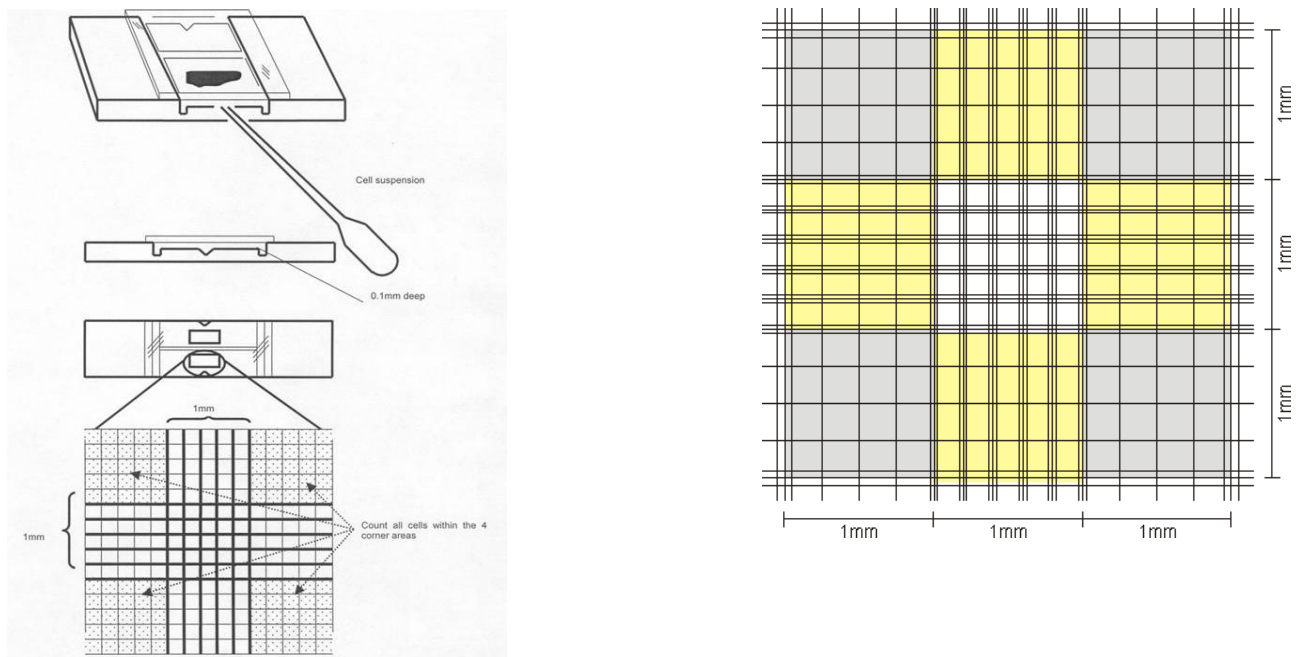 Cell suspension
0.1mm deep
1mm
1mm
Count all cells within the 4
corner areas
1mm
1mm
1mm
1mm
1mm
1mm